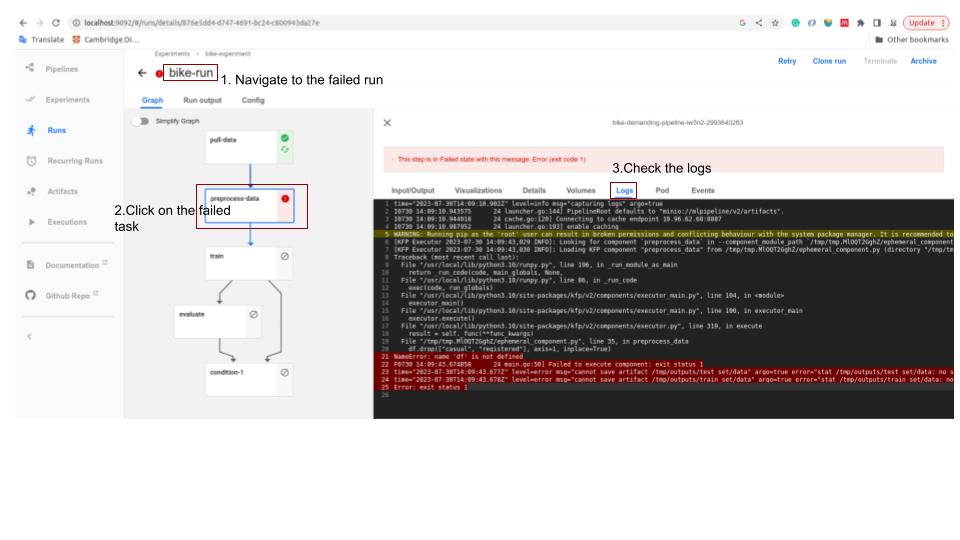 localhost:9092/#/runs/details/876e5dd4-d747-4691-bc24-c800943da27e
Update
Translate Cambridge Di...
Other bookmarks
Experiments > bike-experiment
bike-run
1. Navigate to the failed run
Retry Clone run Terminate Archive
Pipelines
Experiments
Runs
Recurring Runs
Artifacts
Executions
Documentation
Github Repo
Graph Run output Config
Simplify Graph
pull-data
preprocess-data
2.Click on the failed
task
train
evaluate
condition-1
bike-demanding-pipeline-lw5n2-2993640283
- This step is in Failed state with this message: Error (exit code 1)
3.Check the logs
Input/Output Visualizations Details Volumes Logs Pod Events
1 time="2023-07-30T14:09:10.902Z" level=info msg="capturing logs" argo=true
2 I0730 14:09:10.943575 24 launcher.go:144] PipelineRoot defaults to "minio://mlpipeline/v2/artifacts".
3 I0730 14:09:10.944018 24 cache.go:120] Connecting to cache endpoint 10.96.62.68:8887
4 I0730 14:09:10.987952 24 launcher.go:193] enable caching
5 WARNING: Running pip as the 'root' user can result in broken permissions and conflicting behaviour with the system package manager. It is recommended to
6 [KFP Executor 2023-07-30 14:09:43,029 INFO]: Looking for component `preprocess_data` in --component_module_path `/tmp/tmp.MlOQT2GghZ/ephemeral_component
7 [KFP Executor 2023-07-30 14:09:43,030 INFO]: Loading KFP component "preprocess_data" from /tmp/tmp.MlOQT2GghZ/ephemeral_component.py (directory "/tmp/tm
8 Traceback (most recent call last):
9 File "/usr/local/lib/python3.10/runpy.py", line 196, in _run_module_as_main
10 return _run_code(code, main_globals, None,
11 File "/usr/local/lib/python3.10/runpy.py", line 86, in _run_code
12 exec(code, run_globals)
13 File "/usr/local/lib/python3.10/site-packages/kfp/v2/components/executor_main.py", line 104, in <module>
14 executor_main()
15 File "/usr/local/lib/python3.10/site-packages/kfp/v2/components/executor_main.py", line 100, in executor_main
16 executor.execute()
17 File "/usr/local/lib/python3.10/site-packages/kfp/v2/components/executor.py", line 319, in execute
18 result = self._func(**func_kwargs)
19 File "/tmp/tmp.MlOQT2GghZ/ephemeral_component.py", line 35, in preprocess_data
20 df.drop(["casual", "registered"], axis=1, inplace=True)
21 NameError: name 'df' is not defined
22 F0730 14:09:43.674858 24 main.go:50] Failed to execute component: exit status 1
23 time="2023-07-30T14:09:43.677Z" level=error msg="cannot save artifact /tmp/outputs/test_set/data" argo=true error="stat /tmp/outputs/test_set/data: no s
24 time="2023-07-30T14:09:43.678Z" level=error msg="cannot save artifact /tmp/outputs/train_set/data" argo=true error="stat /tmp/outputs/train_set/data: no
25 Error: exit status 1
26